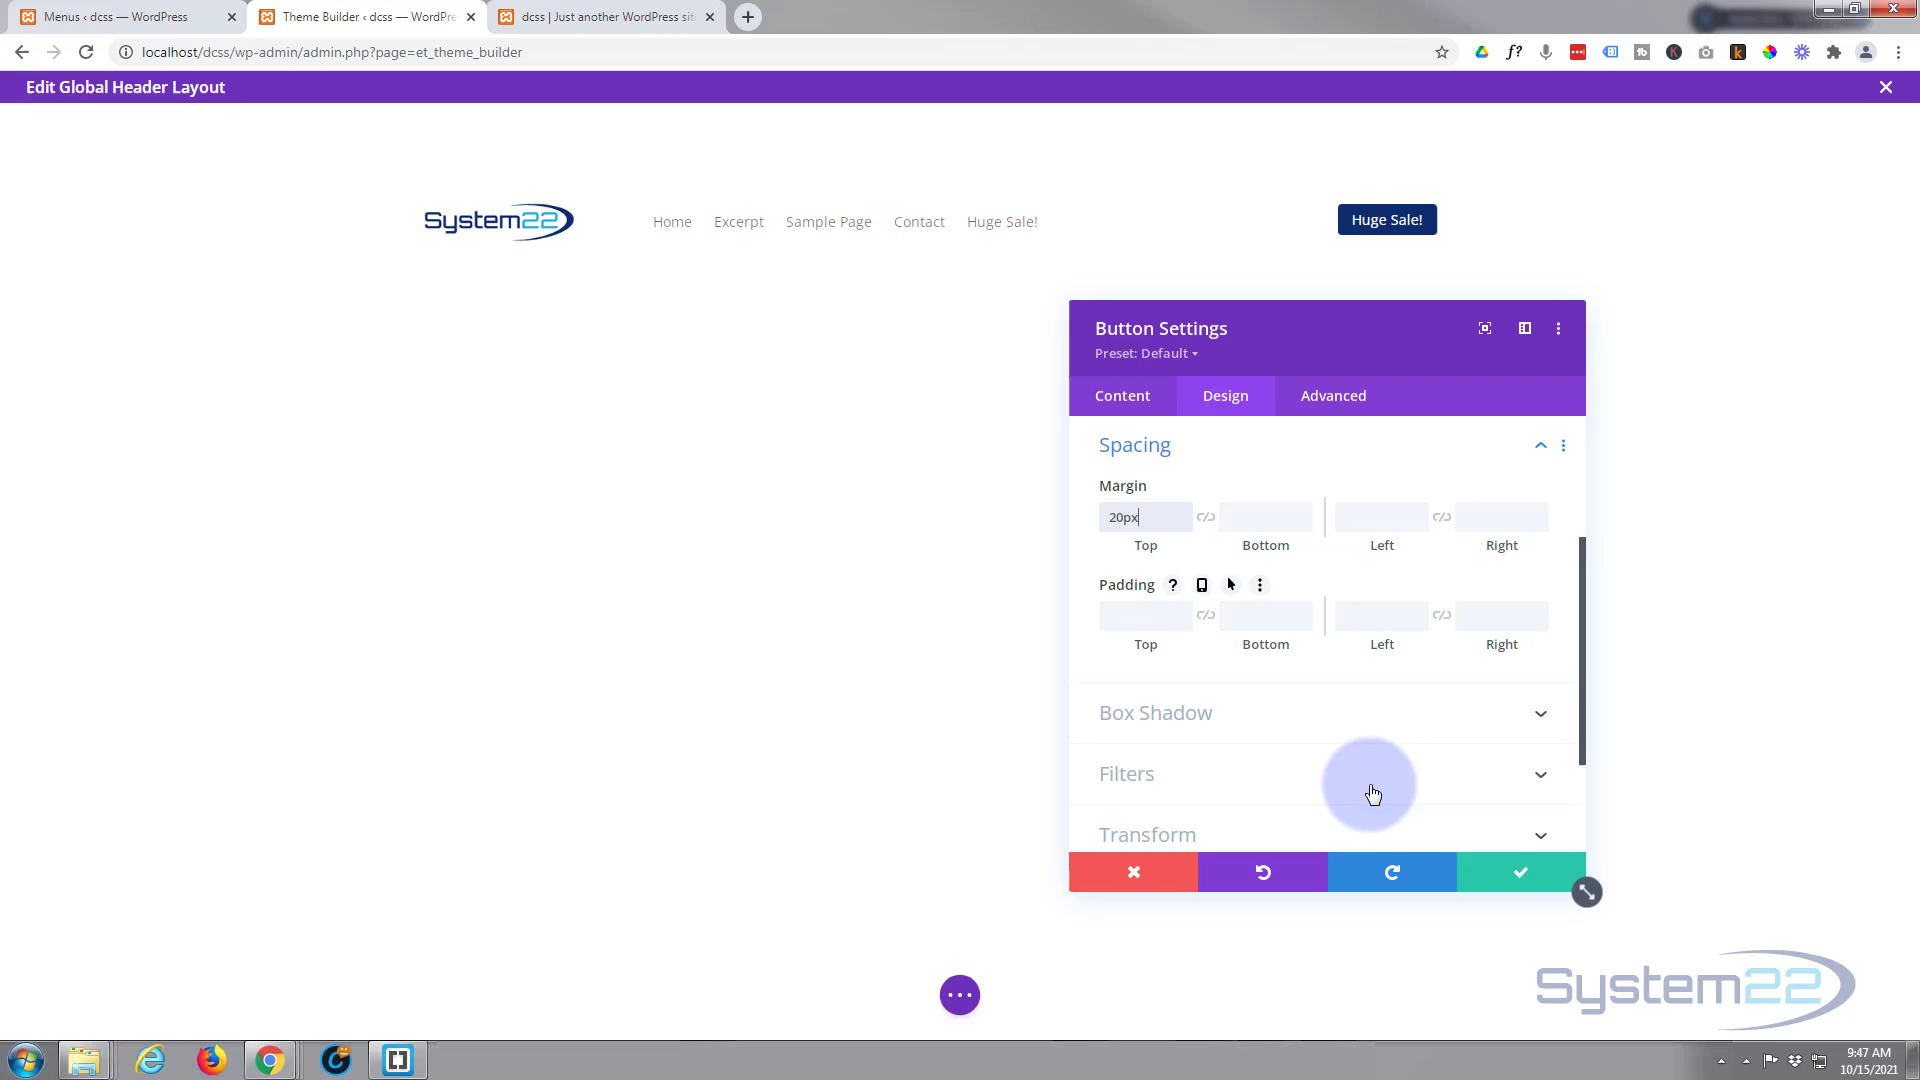 Menus ‹ dcss — WordPress
Theme Builder ‹ dcss — WordPre
dcss | Just another WordPress sit
localhost/dcss/wp-admin/admin.php?page=et_theme_builder
Edit Global Header Layout
System22
Home
Excerpt
Sample Page
Contact
Huge Sale!
Huge Sale!
Button Settings
Preset: Default
Content
Design
Advanced
Spacing
Margin
20px
Top
Bottom
Left
Right
Padding
Top
Bottom
Left
Right
Box Shadow
Filters
Transform
System22
9:47 AM
10/15/2021